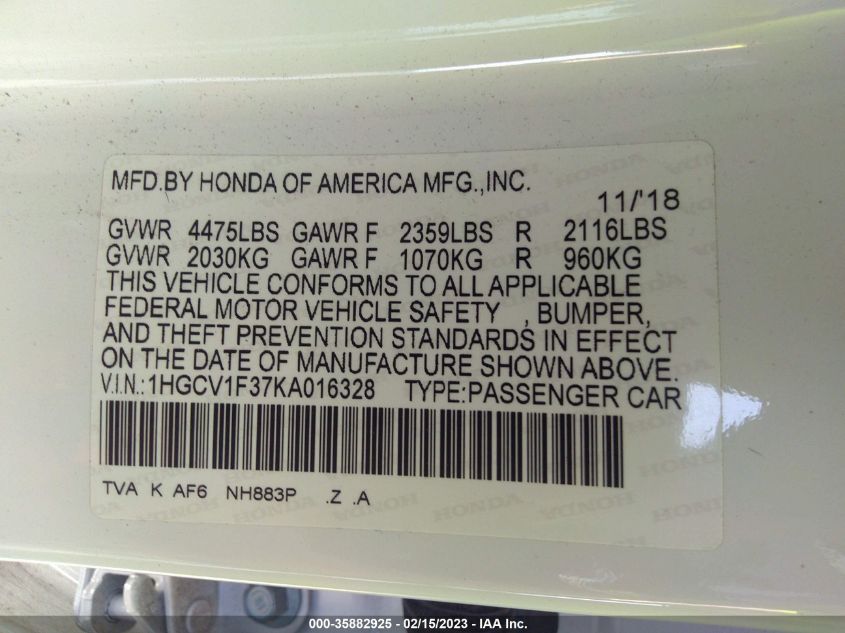 MFD.BY HONDA OF AMERICA MFG.,INC.
11/'18
GVWR 4475LBS GAWR F 2359LBS R 2116LBS
GVWR 2030KG GAWR F 1070KG R 960KG
THIS VEHICLE CONFORMS TO ALL APPLICABLE
FEDERAL MOTOR VEHICLE SAFETY , BUMPER,
AND THEFT PREVENTION STANDARDS IN EFFECT
ON THE DATE OF MANUFACTURE SHOWN ABOVE.
V.I.N.:1HGCV1F37KA016328 TYPE:PASSENGER CAR
TVA K AF6 NH883P .Z .A
HONDA HONDA HONDA
000-35882925 - 02/15/2023 - IAA Inc.